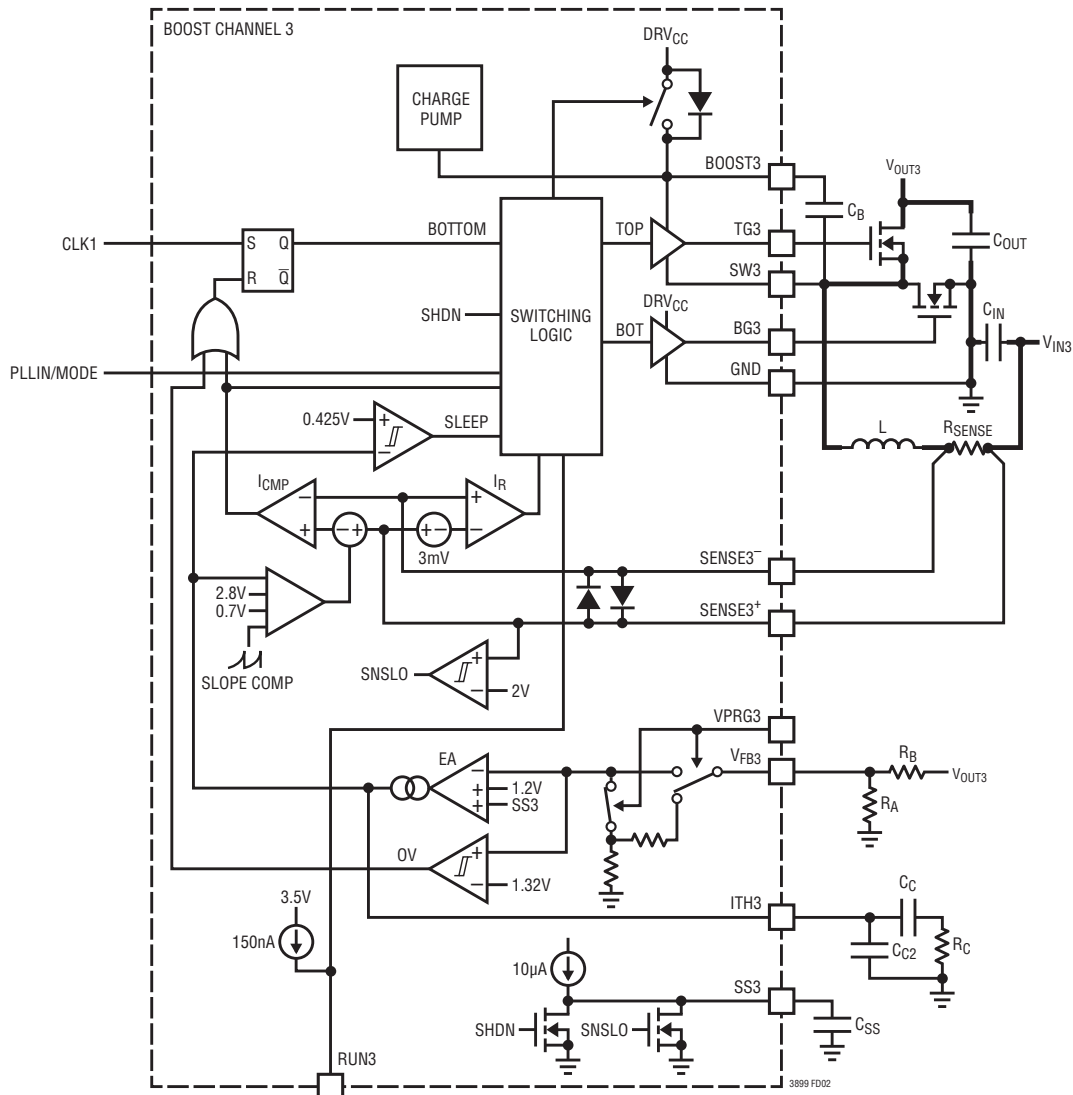 BOOST CHANNEL 3
DRVCC
CHARGE
PUMP
BOOST3
VOUT3
CB
CLK1
S Q
R Q̅
BOTTOM
TOP
TG3
COUT
SW3
SHDN
SWITCHING
LOGIC
DRVCC
BOT
BG3
CIN
VIN3
PLLIN/MODE
GND
0.425V
+
−
SLEEP
L
RSENSE
ICMP
−
+
− +
+ −
3mV
IR
+
−
SENSE3−
2.8V
0.7V
SENSE3+
SLOPE COMP
SNSLO
+
−
2V
VPRG3
EA
−
+
+
1.2V
SS3
VFB3
RB
VOUT3
RA
OV
+
−
1.32V
3.5V
150nA
ITH3
CC
CC2
RC
10µA
SS3
SHDN
SNSLO
CSS
RUN3
3899 FD02